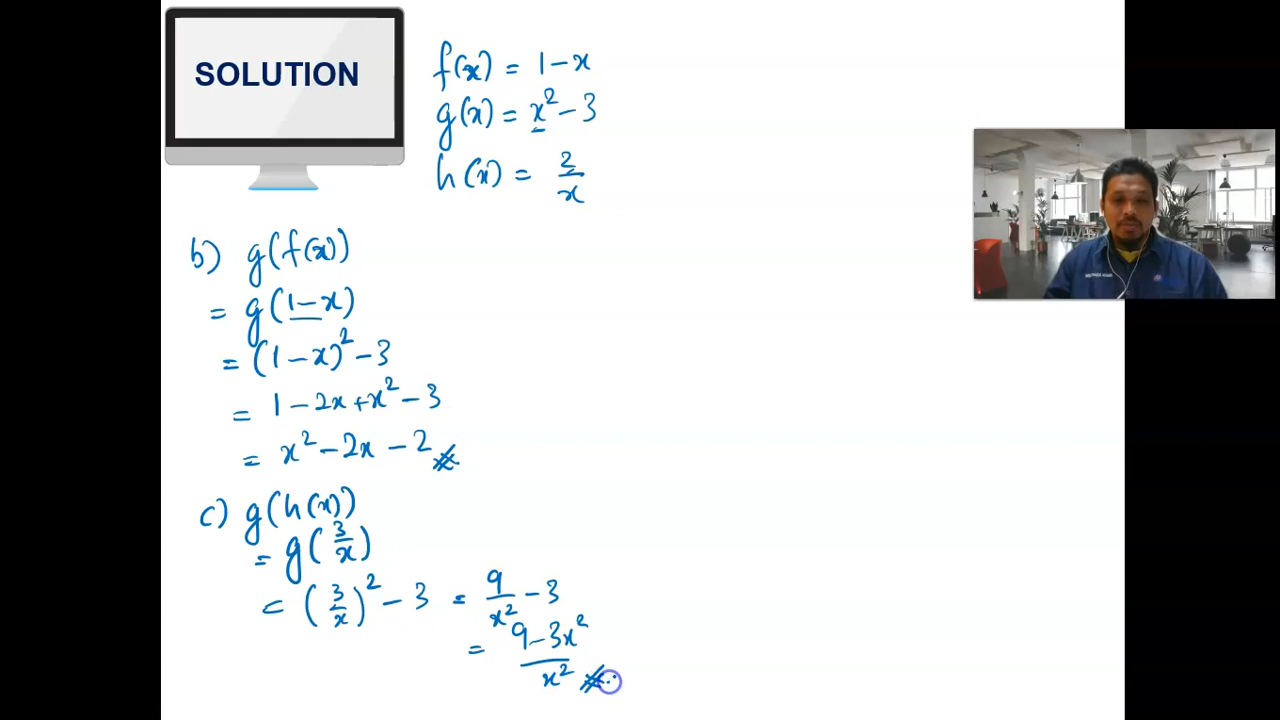 SOLUTION
f(x) = 1 - x
g(x) = x² - 3
h(x) = 2/x
b) g(f(x))
= g(1 - x)
= (1 - x)² - 3
= 1 - 2x + x² - 3
= x² - 2x - 2
c) g(h(x))
= g(3/x)
= (3/x)² - 3 = 9/x² - 3
= 9 - 3x² / x²